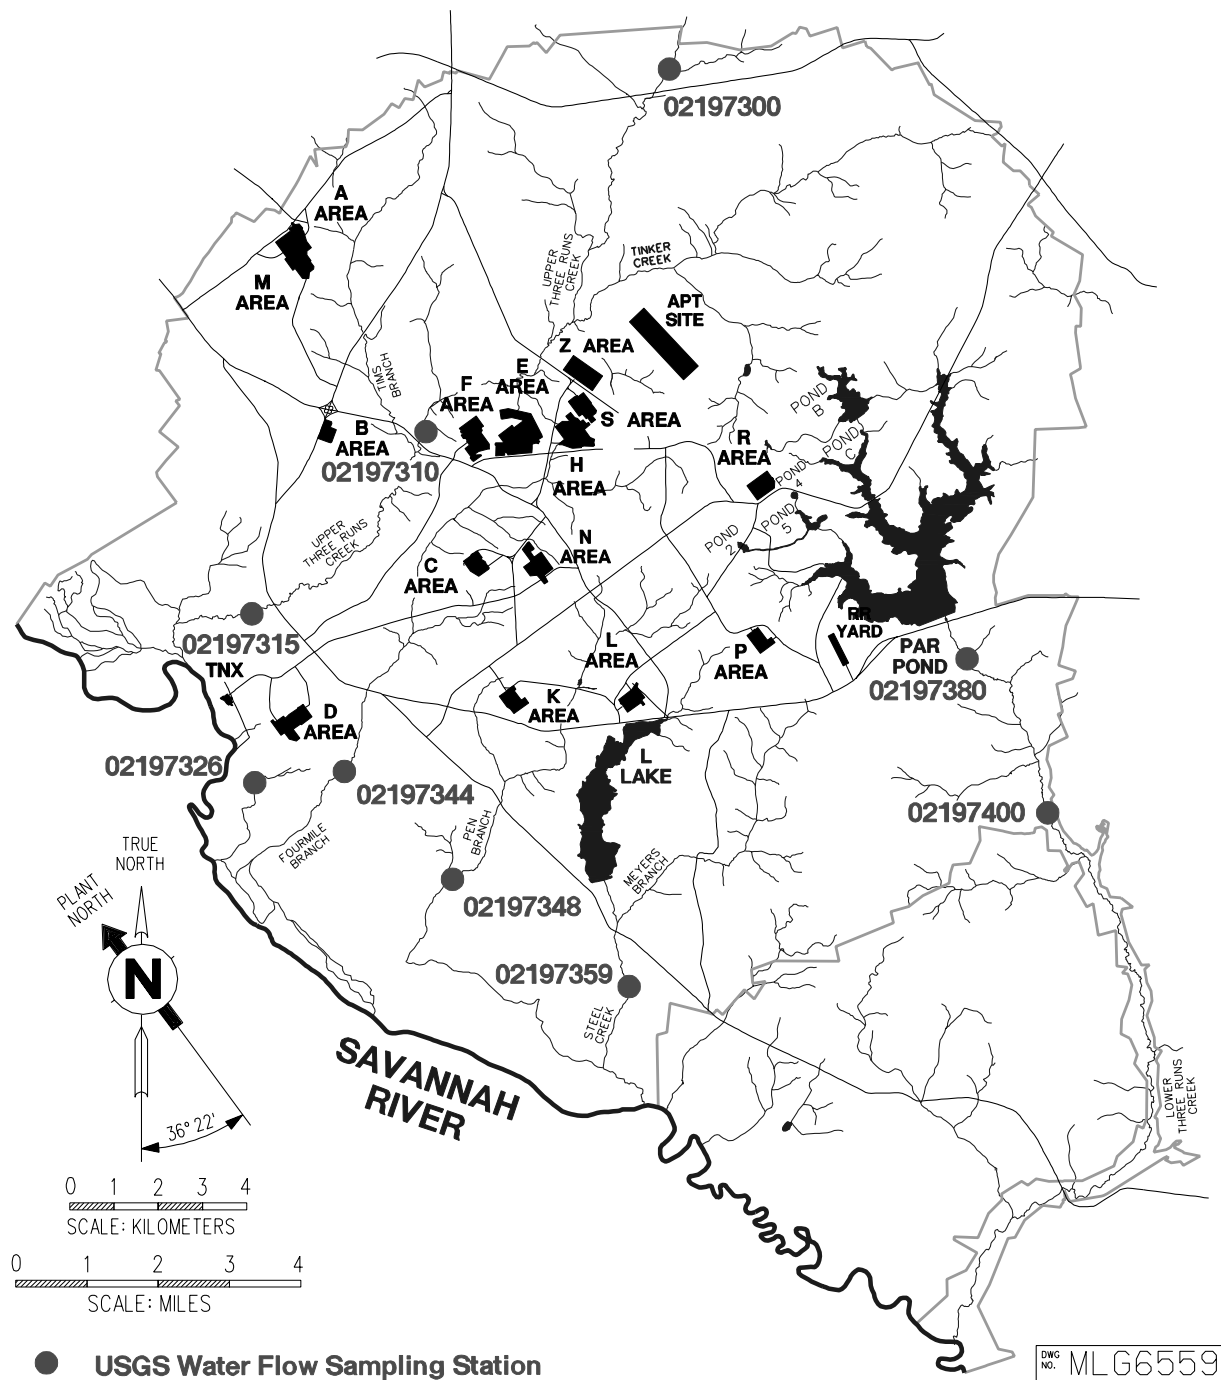 02197300
A
AREA
M
AREA
UPPER
THREE RUNS
CREEK
TINKER
CREEK
APT
SITE
Z AREA
E
AREA
F
AREA
TIMS
BRANCH
S AREA
B
AREA
02197310
H
AREA
R
AREA
POND
B
POND
C
POND
4
POND
5
POND
2
UPPER
THREE RUNS
CREEK
N
AREA
C
AREA
02197315
TNX
L
AREA
P
AREA
RR
YARD
PAR
POND
02197380
K
AREA
D
AREA
L
LAKE
02197326
02197344
02197400
FOURMILE
BRANCH
PEN
BRANCH
MEYERS
BRANCH
02197348
02197359
STEEL
CREEK
TRUE
NORTH
PLANT
NORTH
N
36° 22'
SAVANNAH
RIVER
LOWER
THREE RUNS
CREEK
0 1 2 3 4
SCALE: KILOMETERS
0 1 2 3 4
SCALE: MILES
USGS Water Flow Sampling Station
DWG
NO. MLG6559